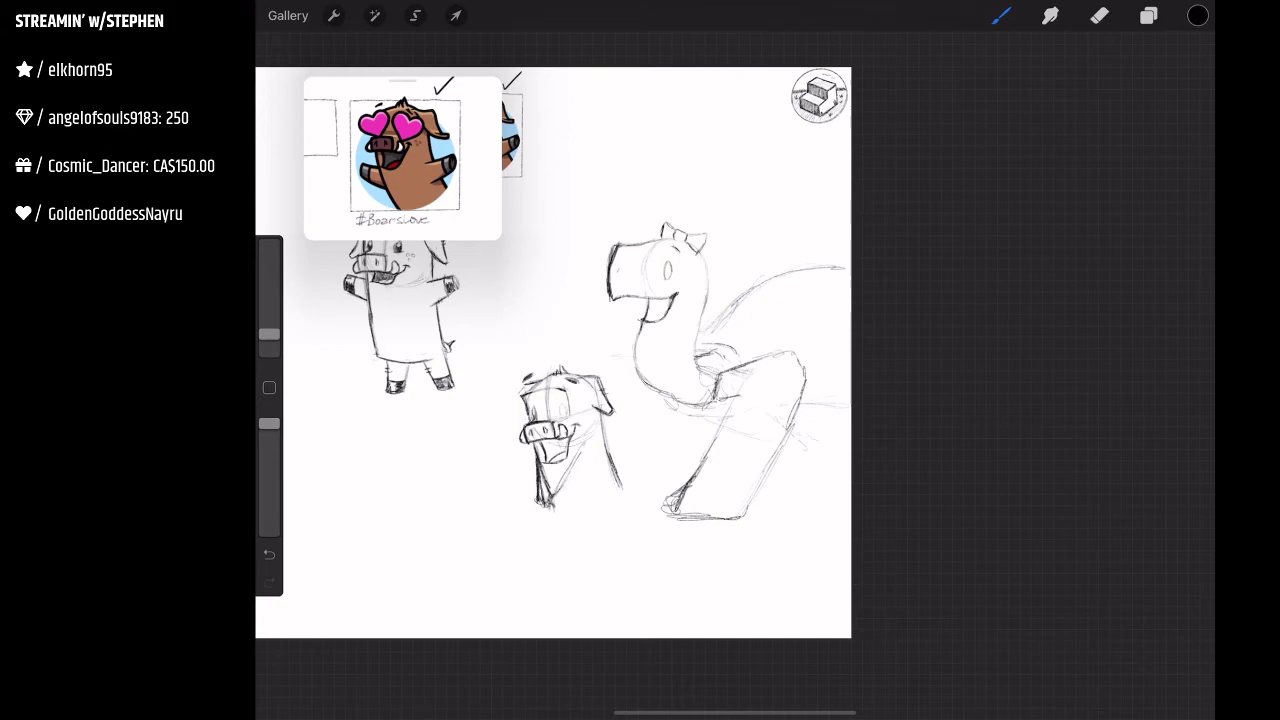 STREAMIN' w/STEPHEN
/ elkhorn95
/ angelofsouls9183: 250
/ Cosmic_Dancer: CA$150.00
/ GoldenGoddessNayru
Gallery
#BoarsLove